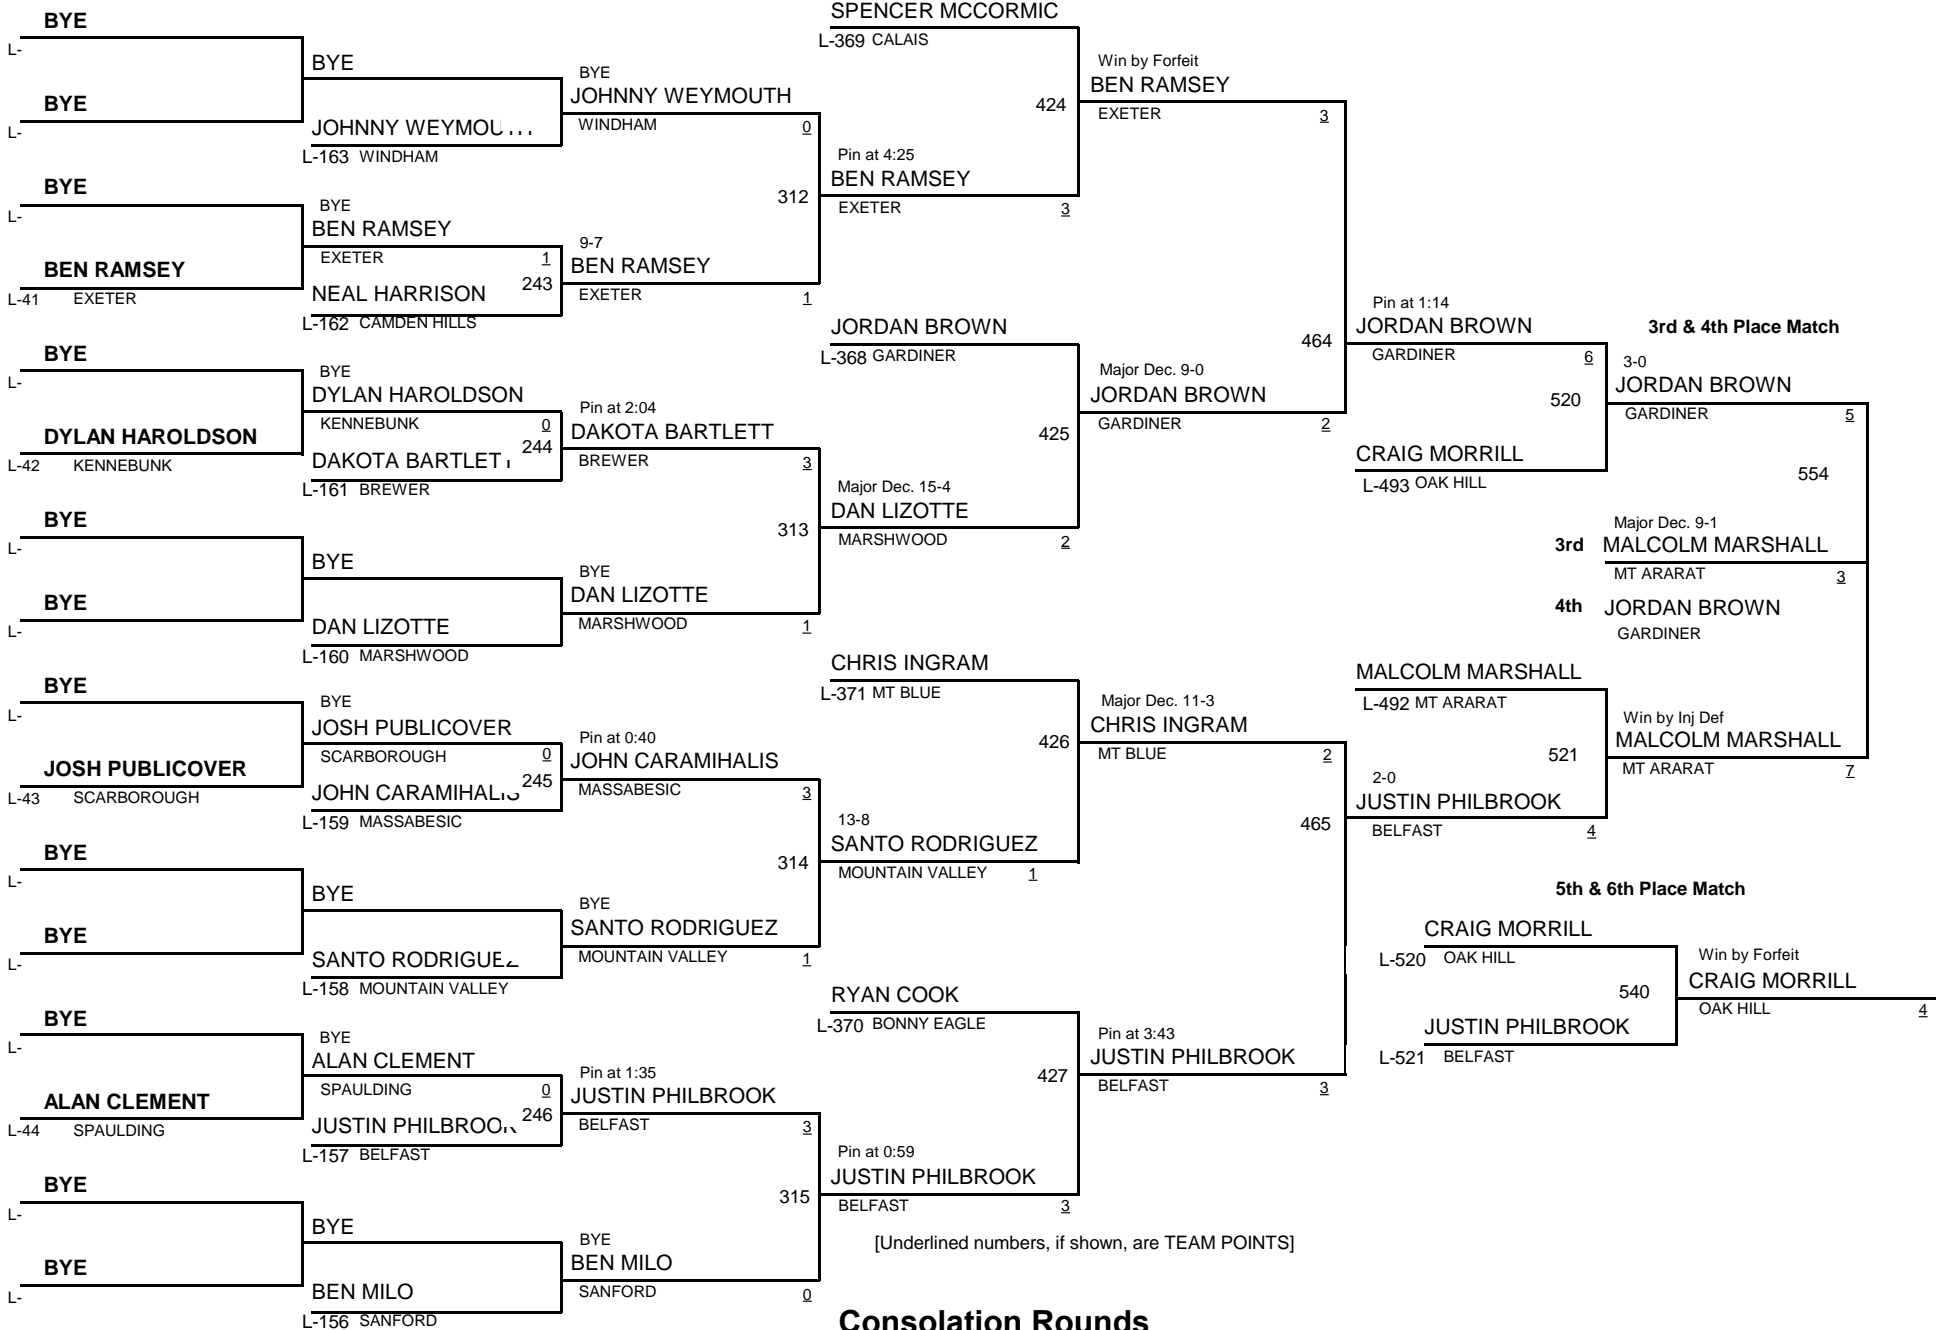 BYE
L-
BYE
L-
BYE
L-
BEN RAMSEY
L-41 EXETER
BYE
L-
DYLAN HAROLDSON
L-42 KENNEBUNK
BYE
L-
BYE
L-
BYE
L-
JOSH PUBLICOVER
L-43 SCARBOROUGH
BYE
L-
BYE
L-
BYE
L-
ALAN CLEMENT
L-44 SPAULDING
BYE
L-
BYE
L-
BYE
JOHNNY WEYMOUTH
L-163 WINDHAM
BYE
BEN RAMSEY
EXETER 1
243
NEAL HARRISON
L-162 CAMDEN HILLS
BYE
DYLAN HAROLDSON
KENNEBUNK 0
244
DAKOTA BARTLETT
L-161 BREWER
BYE
DAN LIZOTTE
L-160 MARSHWOOD
BYE
JOSH PUBLICOVER
SCARBOROUGH 0
245
JOHN CARAMIHALIS
L-159 MASSABESIC
BYE
SANTO RODRIGUEZ
L-158 MOUNTAIN VALLEY
BYE
ALAN CLEMENT
SPAULDING 0
246
JUSTIN PHILBROOK
L-157 BELFAST
BYE
BEN MILO
L-156 SANFORD
BYE
JOHNNY WEYMOUTH
WINDHAM 0
312
9-7
BEN RAMSEY
EXETER 1
Pin at 2:04
DAKOTA BARTLETT
BREWER 3
313
BYE
DAN LIZOTTE
MARSHWOOD 1
Pin at 0:40
JOHN CARAMIHALIS
MASSABESIC 3
314
BYE
SANTO RODRIGUEZ
MOUNTAIN VALLEY 1
Pin at 1:35
JUSTIN PHILBROOK
BELFAST 3
315
BYE
BEN MILO
SANFORD 0
SPENCER MCCORMIC
L-369 CALAIS
424
Pin at 4:25
BEN RAMSEY
EXETER 3
JORDAN BROWN
L-368 GARDINER
425
Major Dec. 15-4
DAN LIZOTTE
MARSHWOOD 2
CHRIS INGRAM
L-371 MT BLUE
426
13-8
SANTO RODRIGUEZ
MOUNTAIN VALLEY 1
RYAN COOK
L-370 BONNY EAGLE
427
Pin at 0:59
JUSTIN PHILBROOK
BELFAST 3
Win by Forfeit
BEN RAMSEY
EXETER 3
464
Major Dec. 9-0
JORDAN BROWN
GARDINER 2
Major Dec. 11-3
CHRIS INGRAM
MT BLUE 2
465
Pin at 3:43
JUSTIN PHILBROOK
BELFAST 3
Pin at 1:14
JORDAN BROWN
GARDINER 6
520
CRAIG MORRILL
L-493 OAK HILL
MALCOLM MARSHALL
L-492 MT ARARAT
521
2-0
JUSTIN PHILBROOK
BELFAST 4
3rd & 4th Place Match
3-0
JORDAN BROWN
GARDINER 5
554
Major Dec. 9-1
3rd MALCOLM MARSHALL
MT ARARAT 3
4th JORDAN BROWN
GARDINER
Win by Inj Def
MALCOLM MARSHALL
MT ARARAT 7
5th & 6th Place Match
CRAIG MORRILL
L-520 OAK HILL
540
JUSTIN PHILBROOK
L-521 BELFAST
Win by Forfeit
CRAIG MORRILL
OAK HILL 4
[Underlined numbers, if shown, are TEAM POINTS]
Consolation Rounds